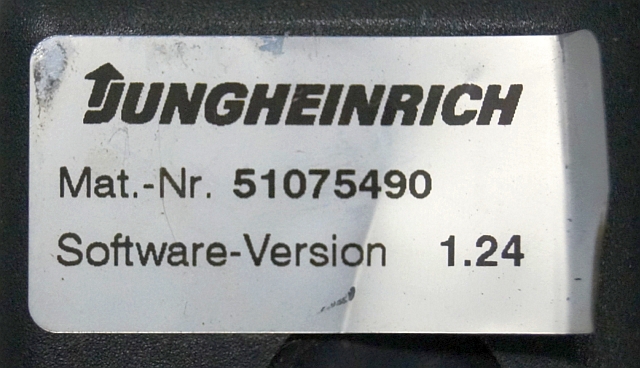 JUNGHEINRICH
Mat.-Nr. 51075490
Software-Version 1.24